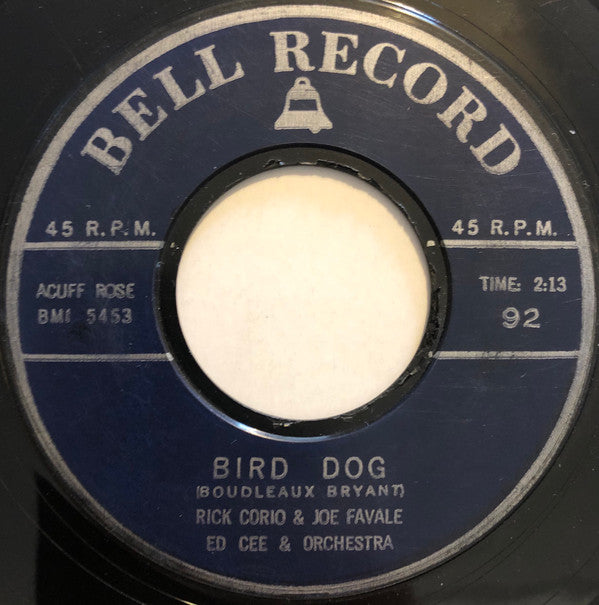 BELL RECORD
45 R.P.M. 45 R.P.M.
ACUFF ROSE TIME: 2:13
BMI 5453 92
BIRD DOG
(BOUDLEAUX BRYANT)
RICK CORIO & JOE FAVALE
ED CEE & ORCHESTRA